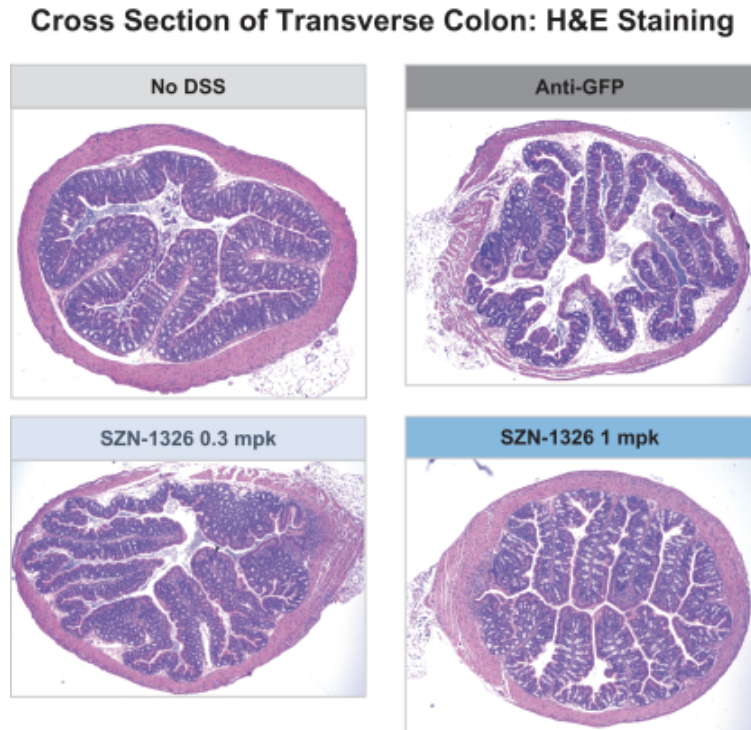 Cross Section of Transverse Colon: H&E Staining
No DSS
Anti-GFP
SZN-1326 0.3 mpk
SZN-1326 1 mpk